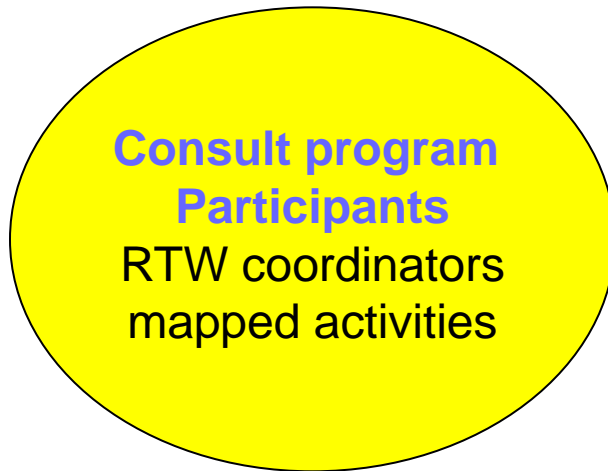 Consult program
Participants
RTW coordinators
mapped activities